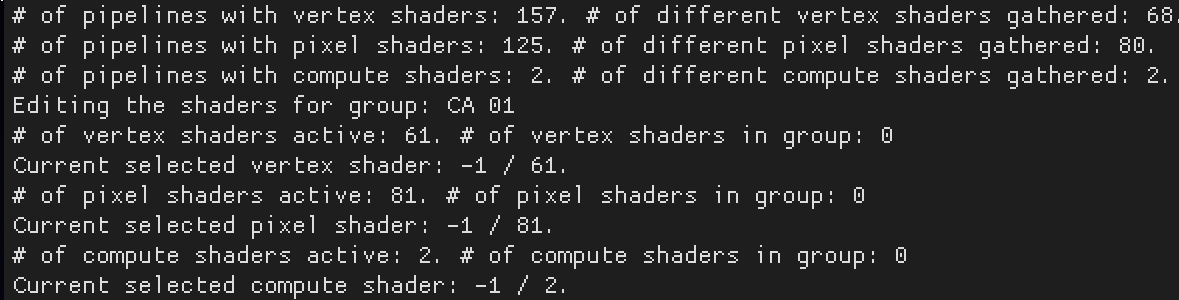 # of pipelines with vertex shaders: 157. # of different vertex shaders gathered: 68.
# of pipelines with pixel shaders: 125. # of different pixel shaders gathered: 80.
# of pipelines with compute shaders: 2. # of different compute shaders gathered: 2.
Editing the shaders for group: CA 01
# of vertex shaders active: 61. # of vertex shaders in group: 0
Current selected vertex shader: -1 / 61.
# of pixel shaders active: 81. # of pixel shaders in group: 0
Current selected pixel shader: -1 / 81.
# of compute shaders active: 2. # of compute shaders in group: 0
Current selected compute shader: -1 / 2.